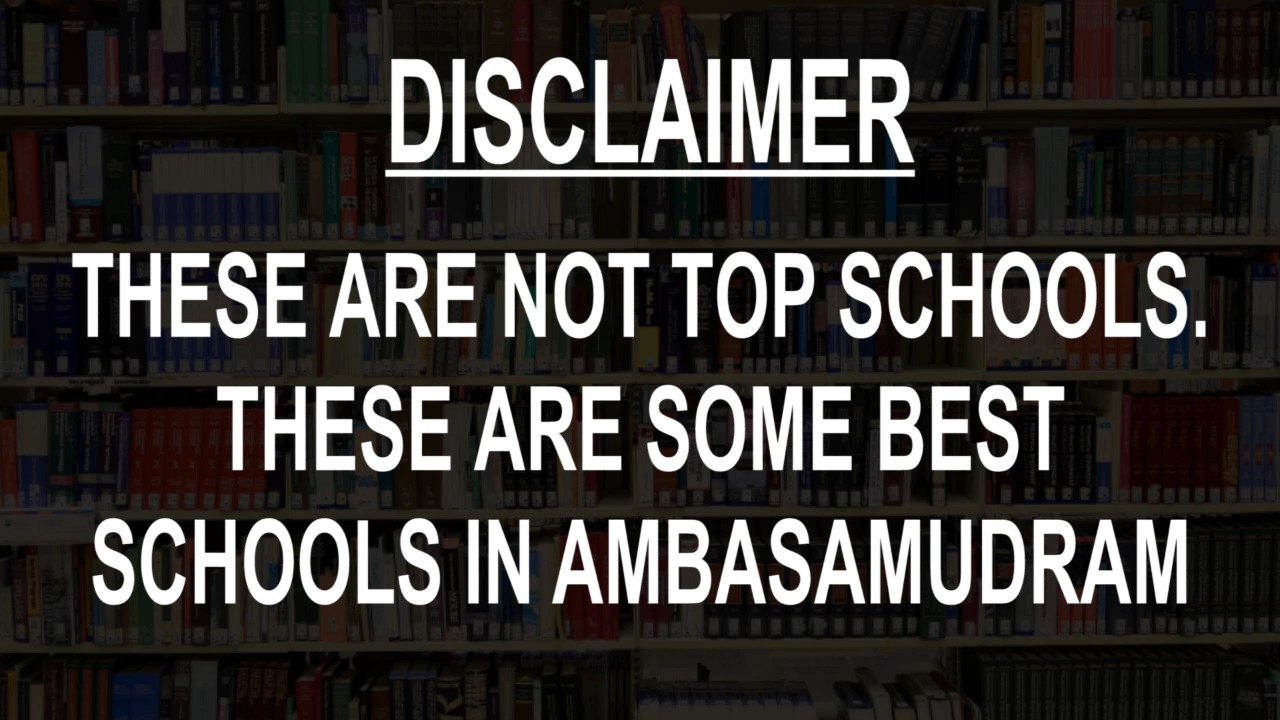 DISCLAIMER
THESE ARE NOT TOP SCHOOLS.
THESE ARE SOME BEST
SCHOOLS IN AMBASAMUDRAM